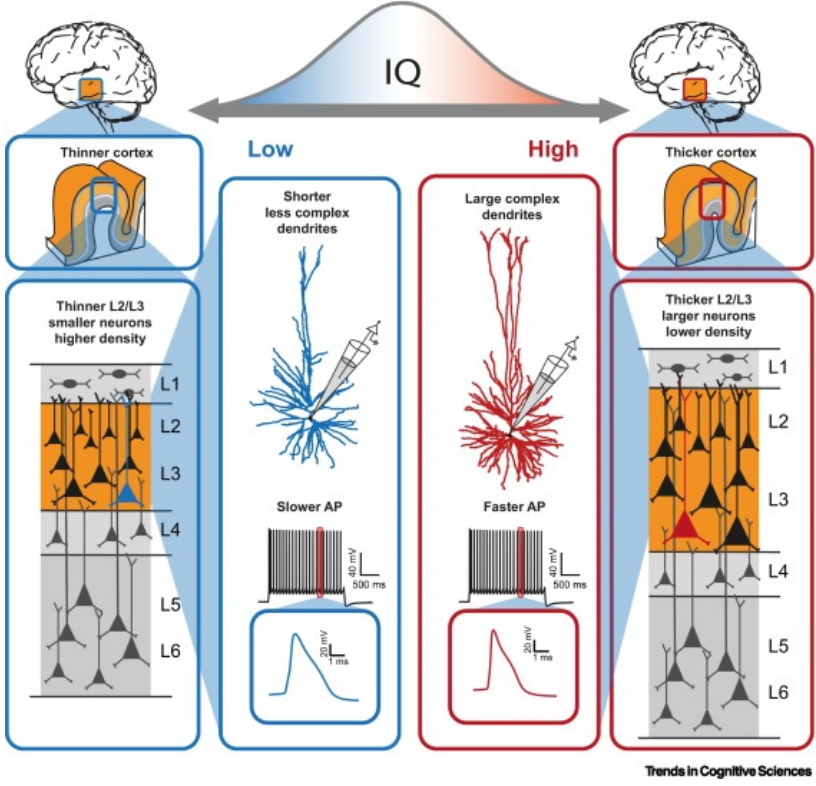 IQ
Low
High
Thinner cortex
Thicker cortex
Shorter
less complex
dendrites
Large complex
dendrites
Thinner L2/L3
smaller neurons
higher density
Thicker L2/L3
larger neurons
lower density
L1
L2
L3
L4
L5
L6
L1
L2
L3
L4
L5
L6
Slower AP
40 mV
500 ms
20 mV
1 ms
Faster AP
40 mV
500 ms
20 mV
1 ms
Trends in Cognitive Sciences